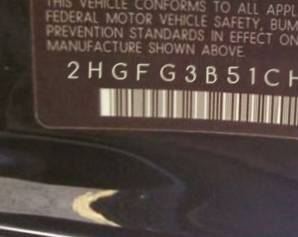 THIS VEHICLE CONFORMS TO ALL APPL
FEDERAL MOTOR VEHICLE SAFETY, BUM
PREVENTION STANDARDS IN EFFECT ON
MANUFACTURE SHOWN ABOVE.
2HGFG3B51CH